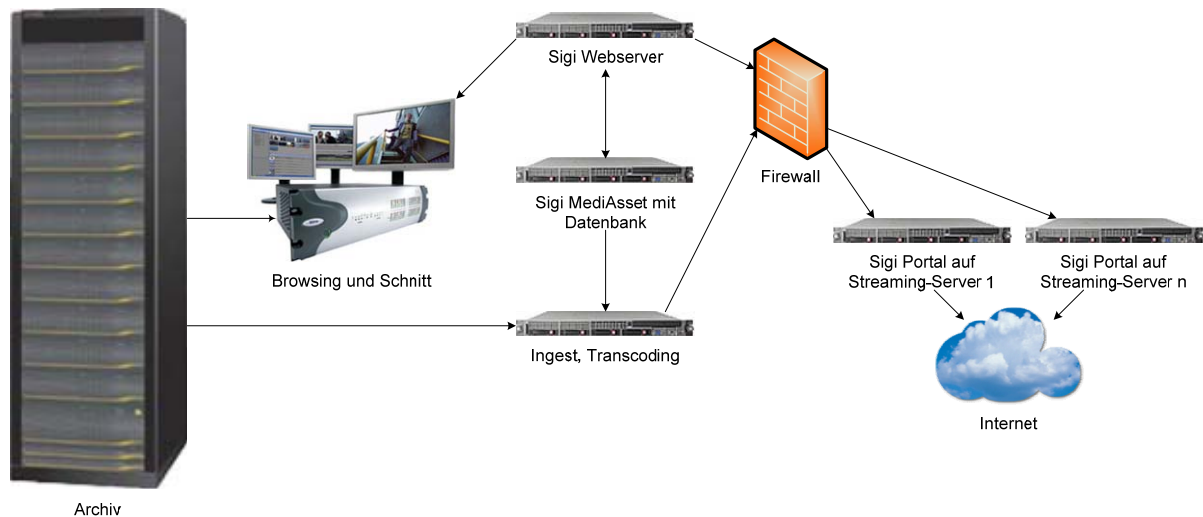 Sigi Webserver
Sigi MediAsset mit
Datenbank
Firewall
Browsing und Schnitt
Sigi Portal auf
Streaming-Server 1
Sigi Portal auf
Streaming-Server n
Ingest, Transcoding
Internet
Archiv